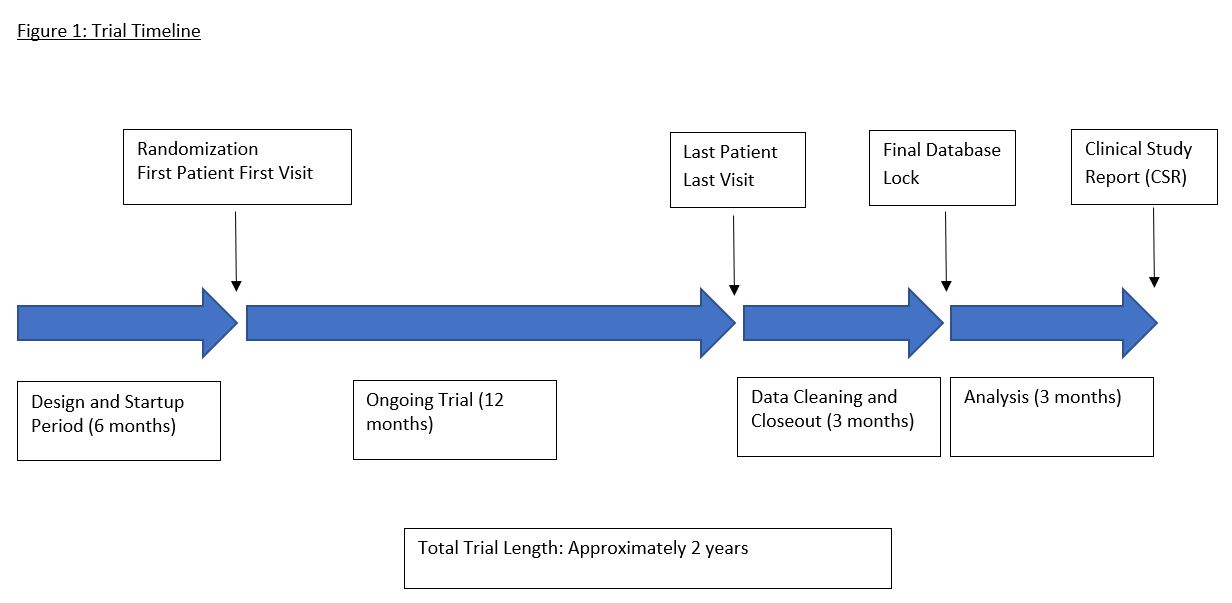 Figure 1: Trial Timeline
Randomization
First Patient First Visit
Last Patient
Last Visit
Final Database
Lock
Clinical Study
Report (CSR)
Design and Startup
Period (6 months)
Ongoing Trial (12
months)
Data Cleaning and
Closeout (3 months)
Analysis (3 months)
Total Trial Length: Approximately 2 years